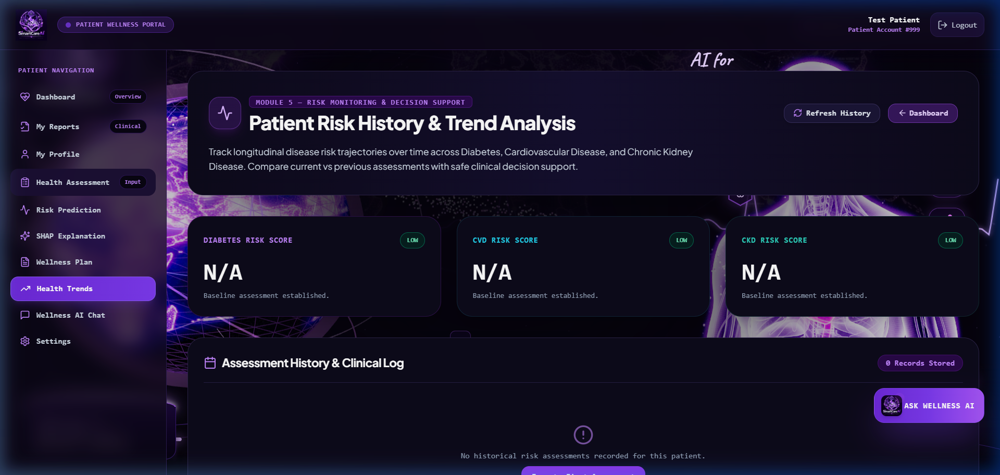 SmartCareAI
PATIENT WELLNESS PORTAL
Test Patient
Patient Account #999
Logout
PATIENT NAVIGATION
Dashboard
Overview
My Reports
Clinical
My Profile
Health Assessment
Input
Risk Prediction
SHAP Explanation
Wellness Plan
Health Trends
Wellness AI Chat
Settings
AI for
MODULE 5 — RISK MONITORING & DECISION SUPPORT
Patient Risk History & Trend Analysis
Refresh History
Dashboard
Track longitudinal disease risk trajectories over time across Diabetes, Cardiovascular Disease, and Chronic Kidney
Disease. Compare current vs previous assessments with safe clinical decision support.
DIABETES RISK SCORE
LOW
N/A
Baseline assessment established.
CVD RISK SCORE
LOW
N/A
Baseline assessment established.
CKD RISK SCORE
LOW
N/A
Baseline assessment established.
Assessment History & Clinical Log
0 Records Stored
SmartCareAI
ASK WELLNESS AI
No historical risk assessments recorded for this patient.